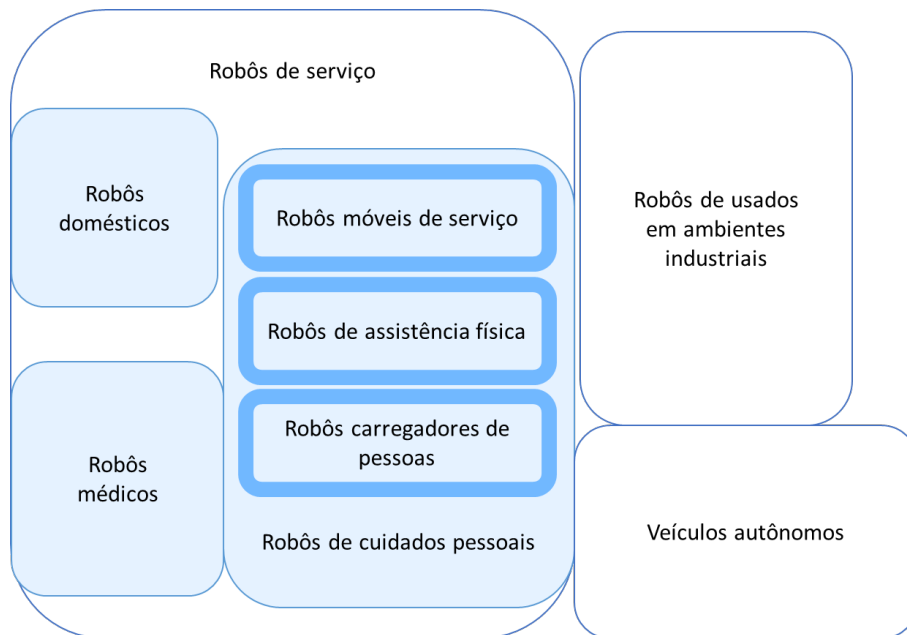 Robôs de serviço
Robôs
domésticos
Robôs móveis de serviço
Robôs de assistência física
Robôs carregadores de
pessoas
Robôs de cuidados pessoais
Robôs
médicos
Robôs de usados
em ambientes
industriais
Veículos autônomos